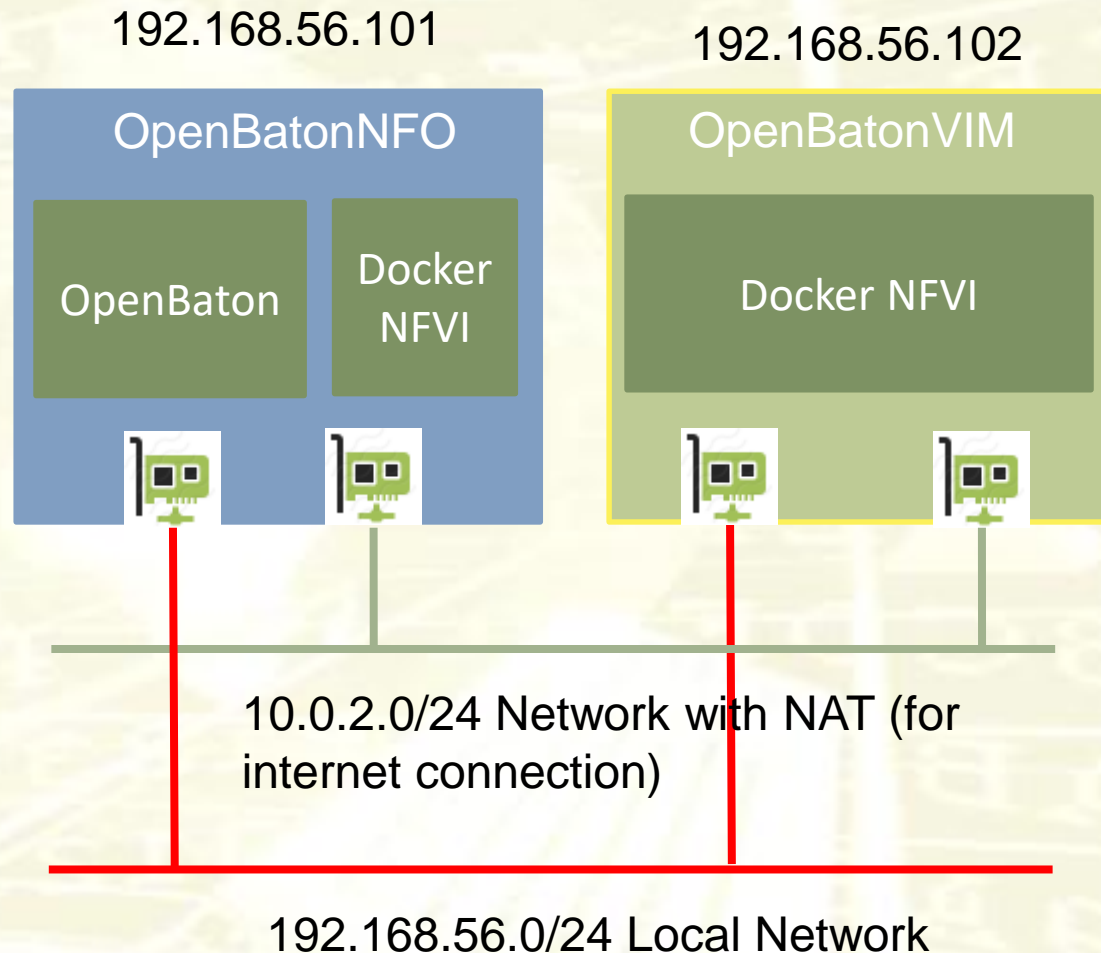 192.168.56.101
192.168.56.102
OpenBatonNFO
OpenBatonVIM
OpenBaton
Docker
NFVI
Docker NFVI
10.0.2.0/24 Network with NAT (for
internet connection)
192.168.56.0/24 Local Network